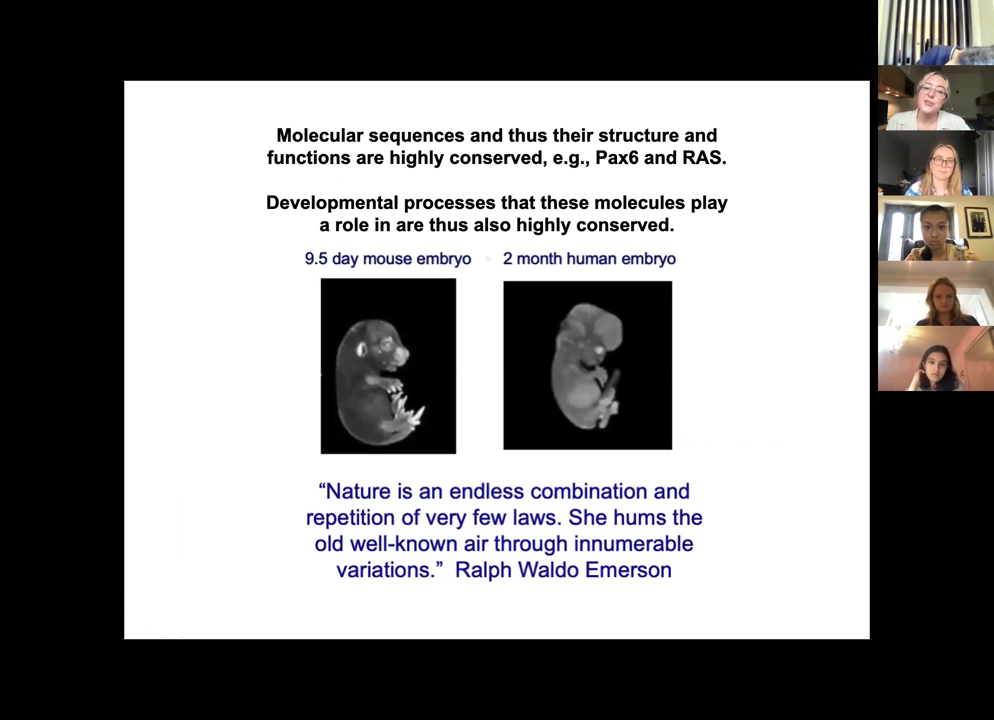 Molecular sequences and thus their structure and
functions are highly conserved, e.g., Pax6 and RAS.
Developmental processes that these molecules play
a role in are thus also highly conserved.
9.5 day mouse embryo 2 month human embryo
“Nature is an endless combination and
repetition of very few laws. She hums the
old well-known air through innumerable
variations.” Ralph Waldo Emerson